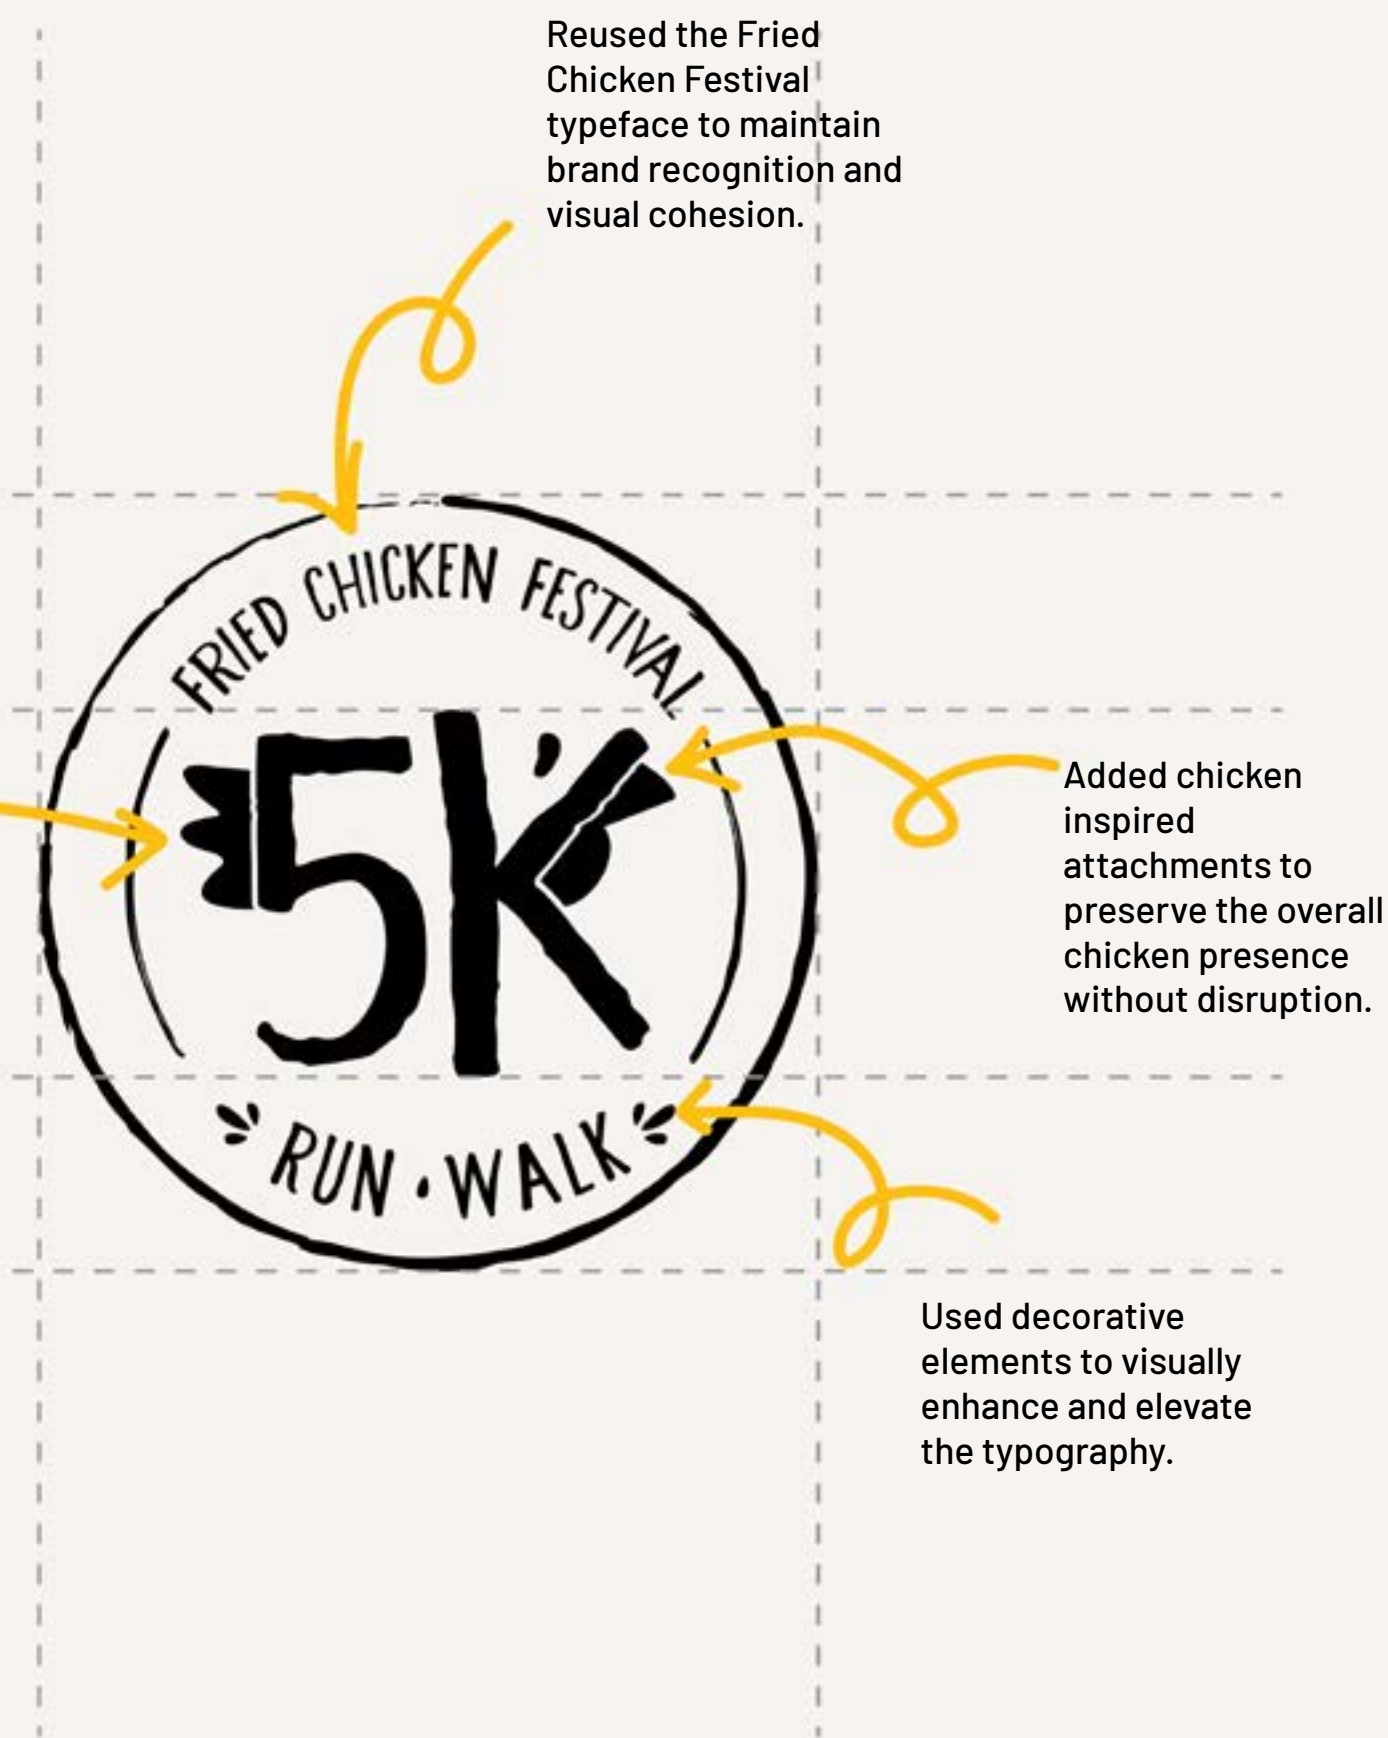 Reused the Fried
Chicken Festival
typeface to maintain
brand recognition and
visual cohesion.
FRIED CHICKEN FESTIVAL
5K
RUN · WALK
Added chicken
inspired
attachments to
preserve the overall
chicken presence
without disruption.
Used decorative
elements to visually
enhance and elevate
the typography.